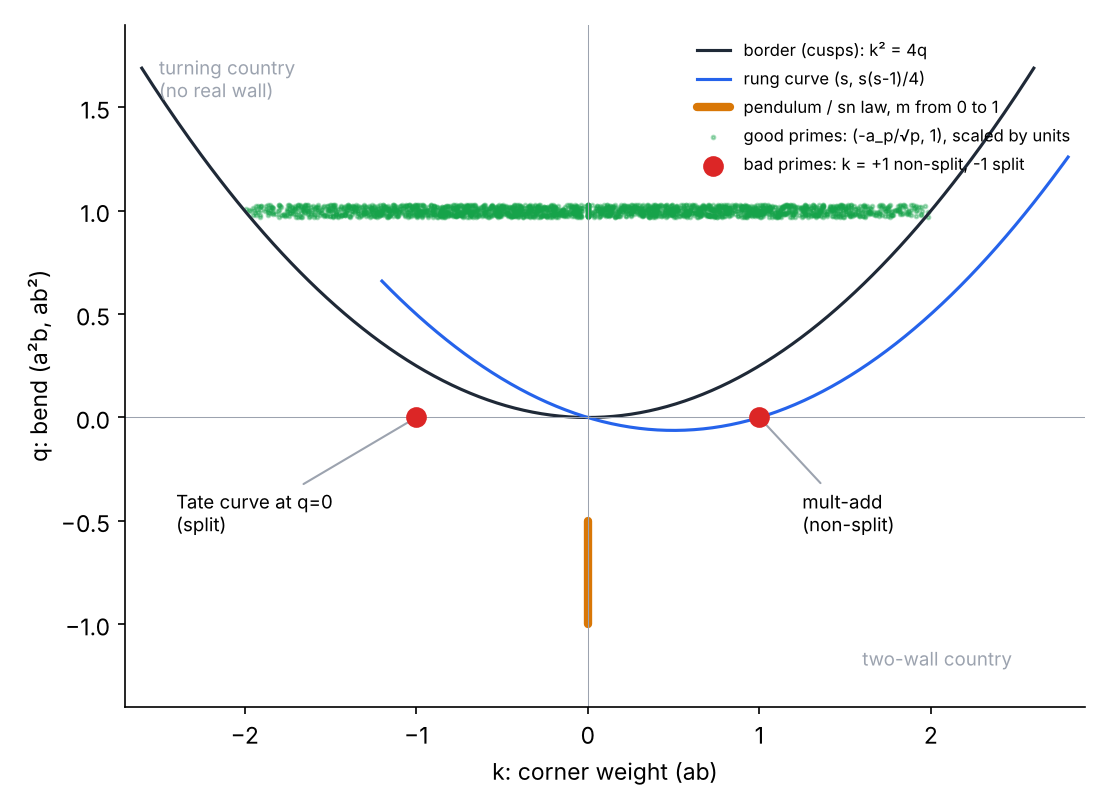 turning country
(no real wall)
border (cusps): k² = 4q
rung curve (s, s(s-1)/4)
pendulum / sn law, m from 0 to 1
good primes: (-a_p/√p, 1), scaled by units
bad primes: k = +1 non-split, -1 split
1.5
1.0
0.5
0.0
−0.5
−1.0
q: bend (a²b, ab²)
Tate curve at q=0
(split)
mult-add
(non-split)
two-wall country
−2
−1
0
1
2
k: corner weight (ab)